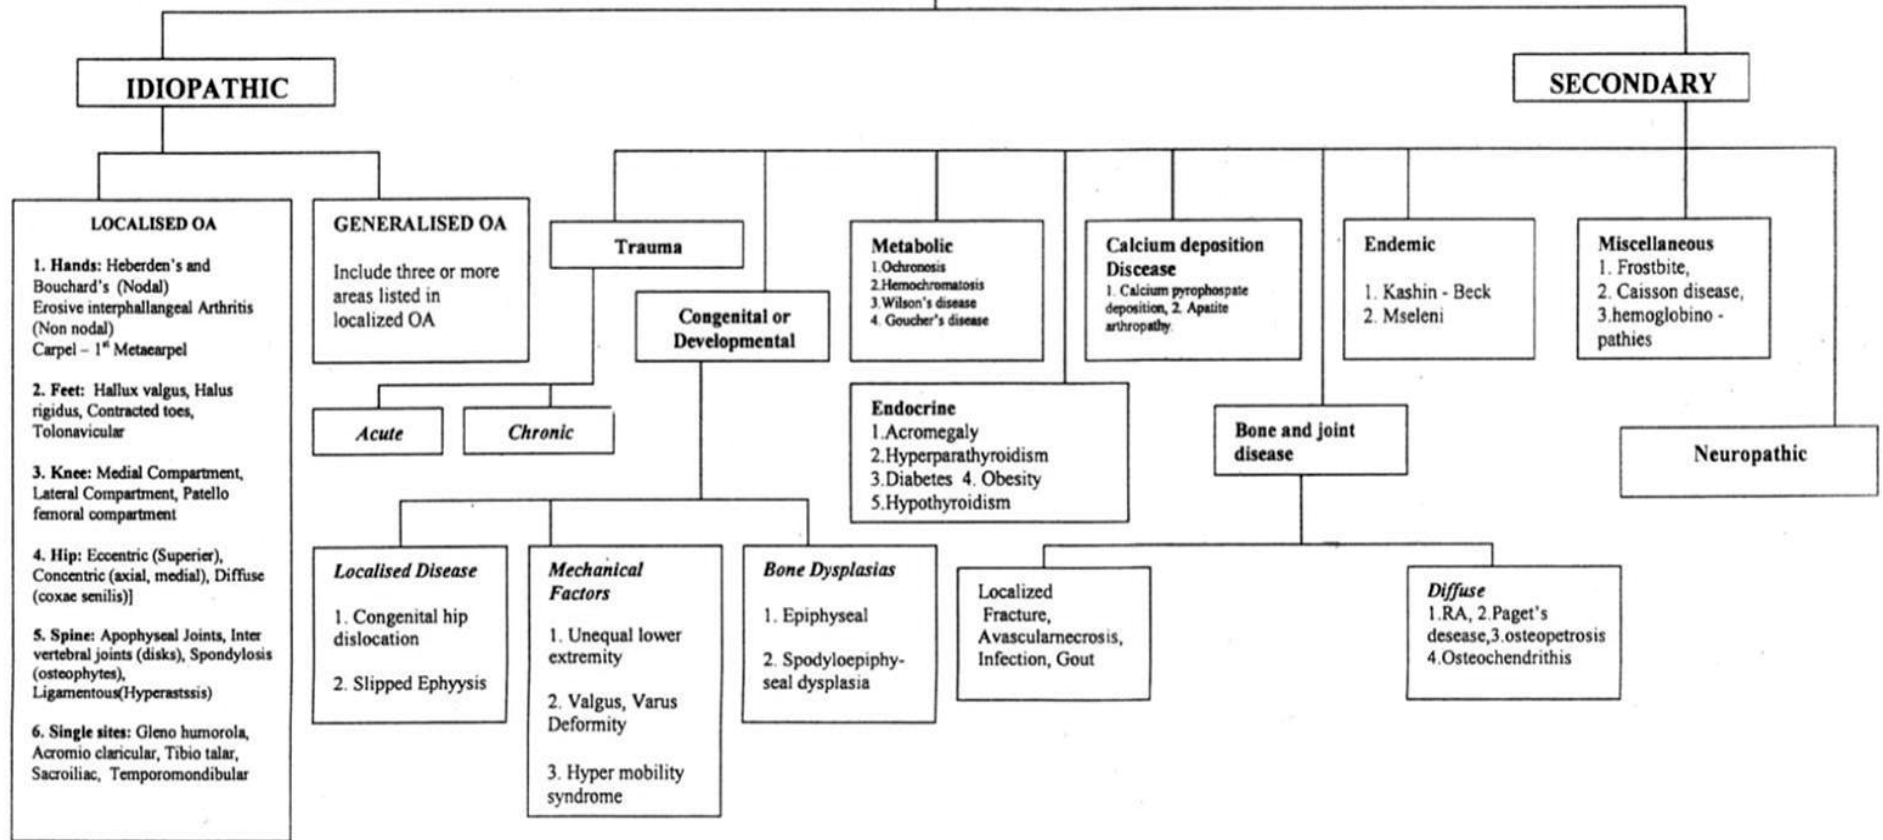 IDIOPATHIC
SECONDARY
LOCALISED OA
1. Hands: Heberden's and
Bouchard's (Nodal)
Erosive interphallangeal Arthritis
(Non nodal)
Carpel – 1st Metacarpel
2. Feet: Hallux valgus, Halus
rigidus, Contracted toes,
Tolonavicular
3. Knee: Medial Compartment,
Lateral Compartment, Patello
femoral compartment
4. Hip: Eccentric (Superier),
Concentric (axial, medial), Diffuse
(coxae senilis)]
5. Spine: Apophyseal Joints, Inter
vertebral joints (disks), Spondylosis
(osteophytes),
Ligamentous(Hyperastssis)
6. Single sites: Gleno humorola,
Acromio claricular, Tibio talar,
Sacroiliac, Temporomondibular
GENERALISED OA
Include three or more
areas listed in
localized OA
Trauma
Acute
Chronic
Congenital or
Developmental
Localised Disease
1. Congenital hip
dislocation
2. Slipped Ephyysis
Mechanical
Factors
1. Unequal lower
extremity
2. Valgus, Varus
Deformity
3. Hyper mobility
syndrome
Bone Dysplasias
1. Epiphyseal
2. Spodyloepiphy-
seal dysplasia
Metabolic
1.Ochronosis
2.Hemochromatosis
3.Wilson's disease
4. Goucher's disease
Endocrine
1.Acromegaly
2.Hyperparathyroidism
3.Diabetes 4. Obesity
5.Hypothyroidism
Calcium deposition
Discease
1. Calcium pyrophospate
deposition, 2. Apatite
arthropathy.
Bone and joint
disease
Localized
Fracture,
Avascularnecrosis,
Infection, Gout
Diffuse
1.RA, 2.Paget's
desease,3.osteopetrosis
4.Osteochendrithis
Endemic
1. Kashin - Beck
2. Mseleni
Miscellaneous
1. Frostbite,
2. Caisson disease,
3.hemoglobino -
pathies
Neuropathic